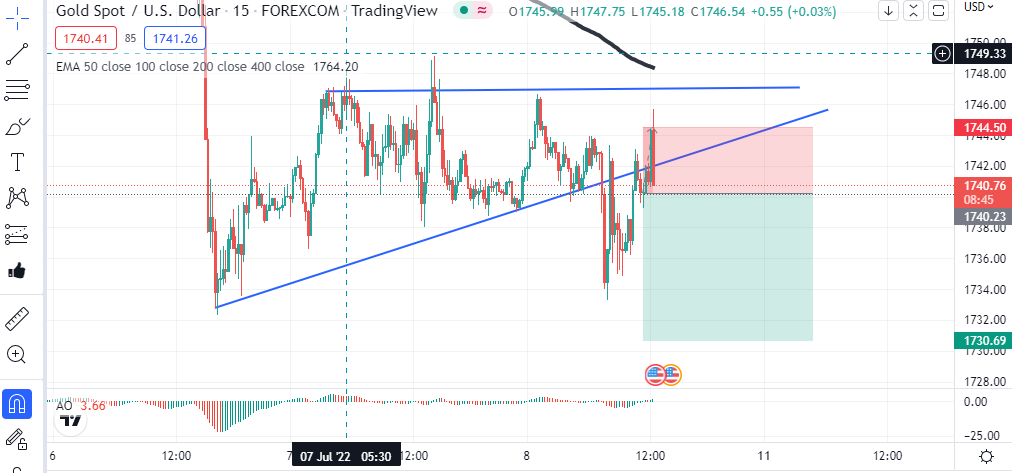 Gold Spot / U.S. Dollar · 15 · FOREXCOM · TradingView
O1745.99 H1747.75 L1745.18 C1746.54 +0.55 (+0.03%)
USD
1740.41 85 1741.26
EMA 50 close 100 close 200 close 400 close 1764.20
1750.00
1749.33
1748.00
1746.00
1744.50
1744.00
1742.00
1740.76
08:45
1740.23
1738.00
1736.00
1734.00
1732.00
1730.69
1730.00
1728.00
AO 3.66
0.00
−25.00
6 12:00 7 07 Jul '22 05:30 12:00 8 12:00 11 12:00